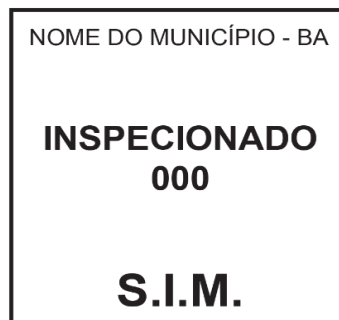 NOME DO MUNICÍPIO - BA
INSPECIONADO
000
S.I.M.